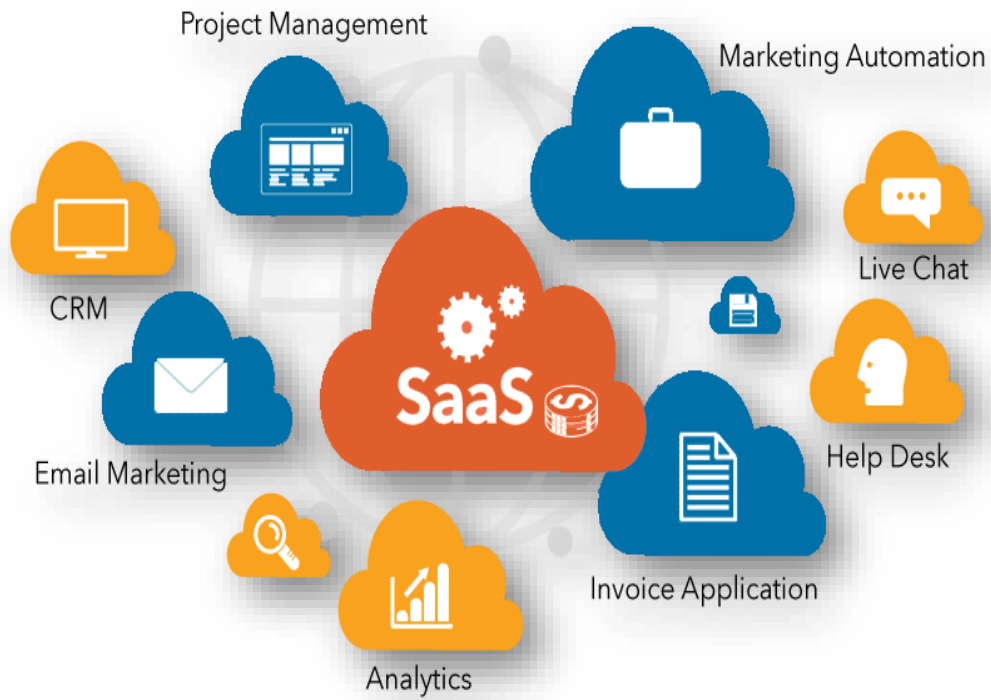 Project Management
Marketing Automation
Live Chat
CRM
SaaS
Email Marketing
Help Desk
Invoice Application
Analytics